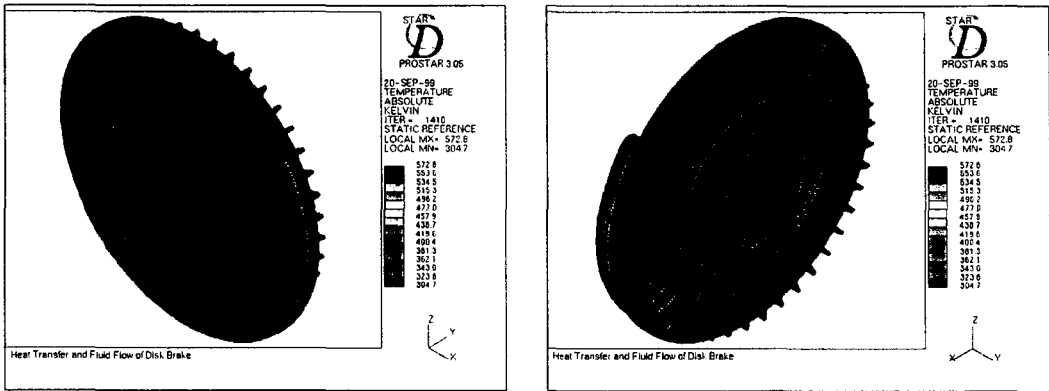 STAR
D
PROSTAR 3.05
20-SEP-99
TEMPERATURE
ABSOLUTE
KELVIN
ITER = 1410
STATIC REFERENCE
LOCAL MX= 572.8
LOCAL MN= 304.7
572.8
553.6
534.5
515.3
496.2
477.0
457.9
438.7
419.6
400.4
381.3
362.1
343.0
323.8
304.7
Z
Y
X
Heat Transfer and Fluid Flow of Disk Brake
STAR
D
PROSTAR 3.05
20-SEP-99
TEMPERATURE
ABSOLUTE
KELVIN
ITER = 1410
STATIC REFERENCE
LOCAL MX= 572.8
LOCAL MN= 304.7
572.8
553.6
534.5
515.3
496.2
477.0
457.9
438.7
419.6
400.4
381.3
362.1
343.0
323.8
304.7
Z
X
Y
Heat Transfer and Fluid Flow of Disk Brake